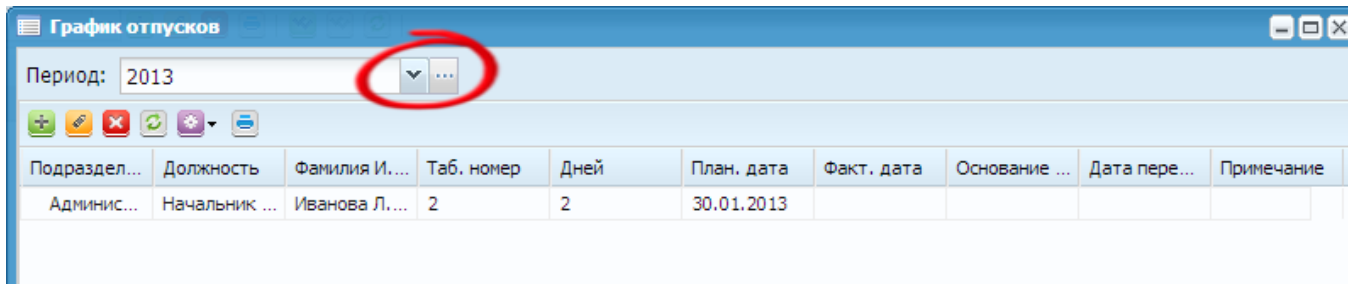 График отпусков
Период: 2013
Подраздел... Должность Фамилия И.... Таб. номер Дней План. дата Факт. дата Основание ... Дата пере... Примечание
Админис... Начальник ... Иванова Л.... 2 2 30.01.2013